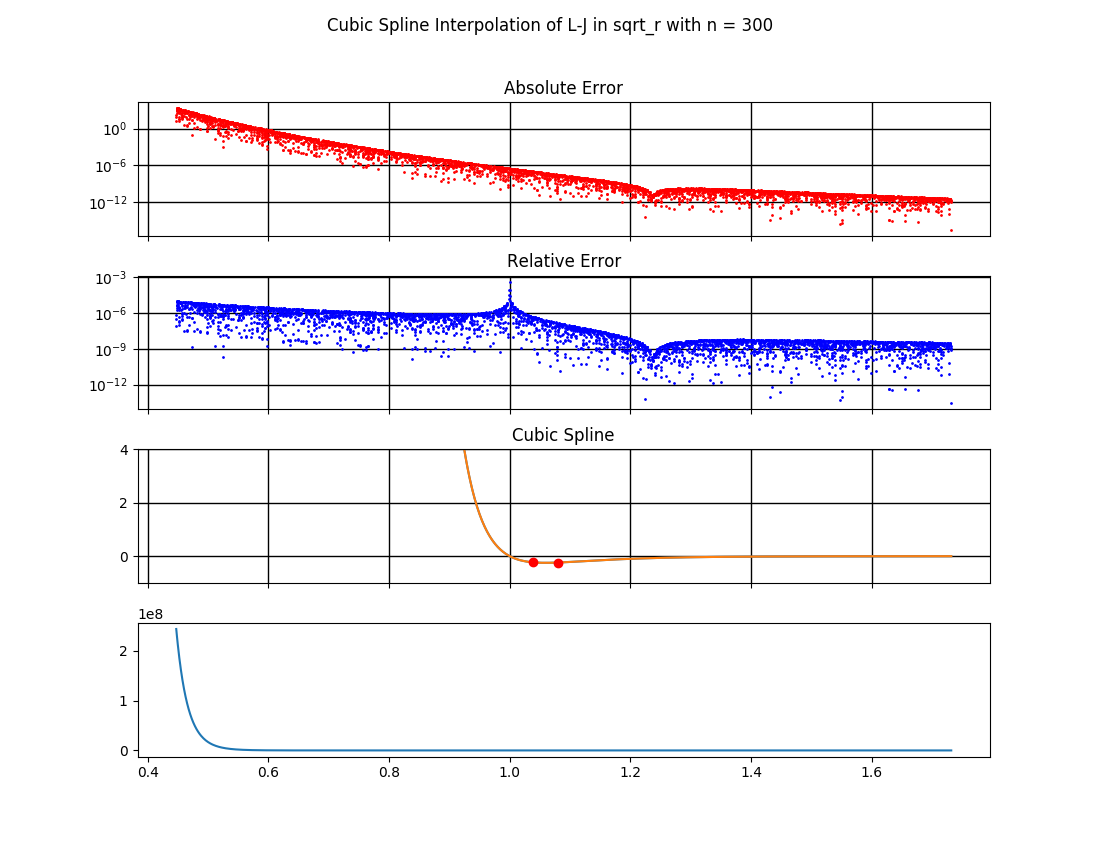 Cubic Spline Interpolation of L-J in sqrt_r with n = 300
Absolute Error
10⁰
10⁻⁶
10⁻¹²
Relative Error
10⁻³
10⁻⁶
10⁻⁹
10⁻¹²
Cubic Spline
4
2
0
1e8
2
1
0
0.4 0.6 0.8 1.0 1.2 1.4 1.6